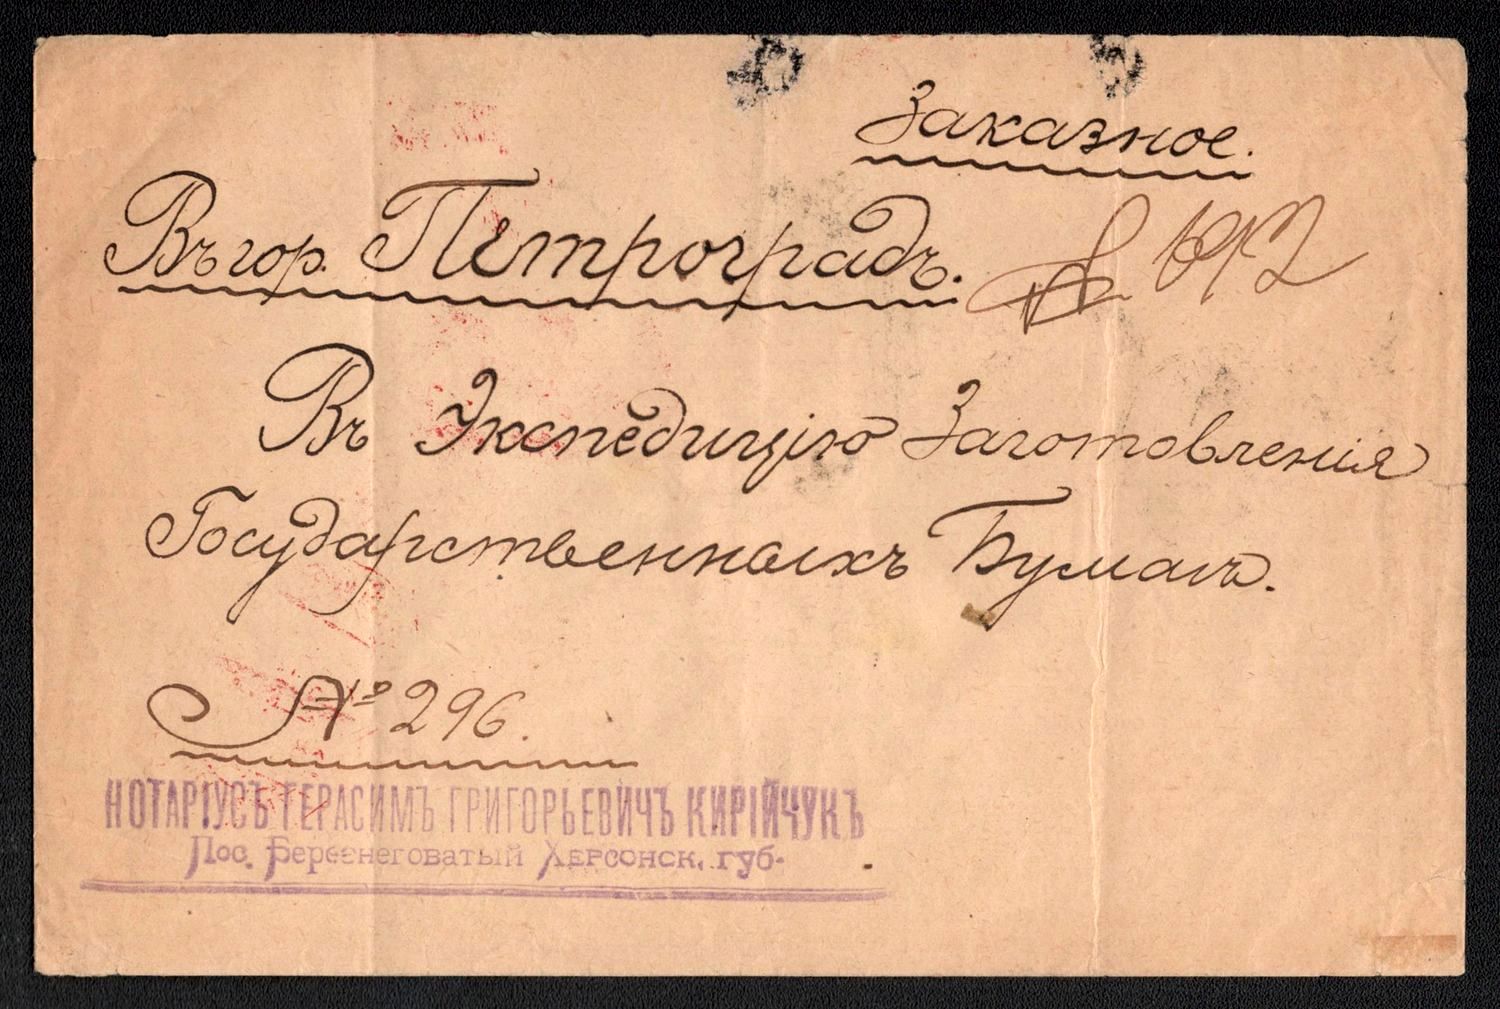 Заказное.
Въ гор. Петроградъ.
Въ Экспедицію Заготовленія
Государственныхъ Бумагъ.
№ 296.
НОТАРІУСЪ ГЕРАСИМЪ ГРИГОРЬЕВИЧЪ КИРІЙЧУКЪ
Пос. Березнеговатый Херсонск. губ.